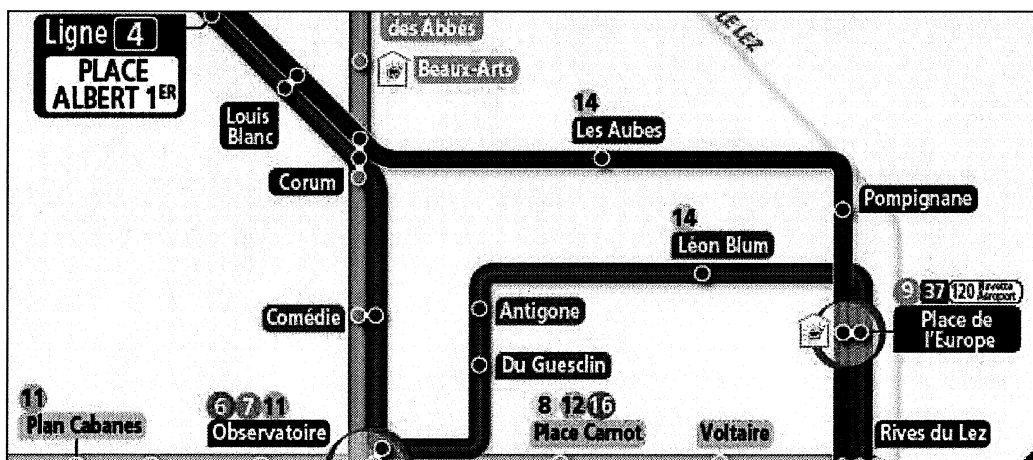 Ligne 4
PLACE
ALBERT 1ER
des Abbés
Beaux-Arts
LE LEZ
Louis
Blanc
14
Les Aubes
Corum
Pompignane
14
Léon Blum
Comédie
Antigone
9 37 120 Navette
Aéroport
Place de
l'Europe
Du Guesclin
11
Plan Cabanes
6 7 11
Observatoire
8 12 16
Place Carnot
Voltaire
Rives du Lez